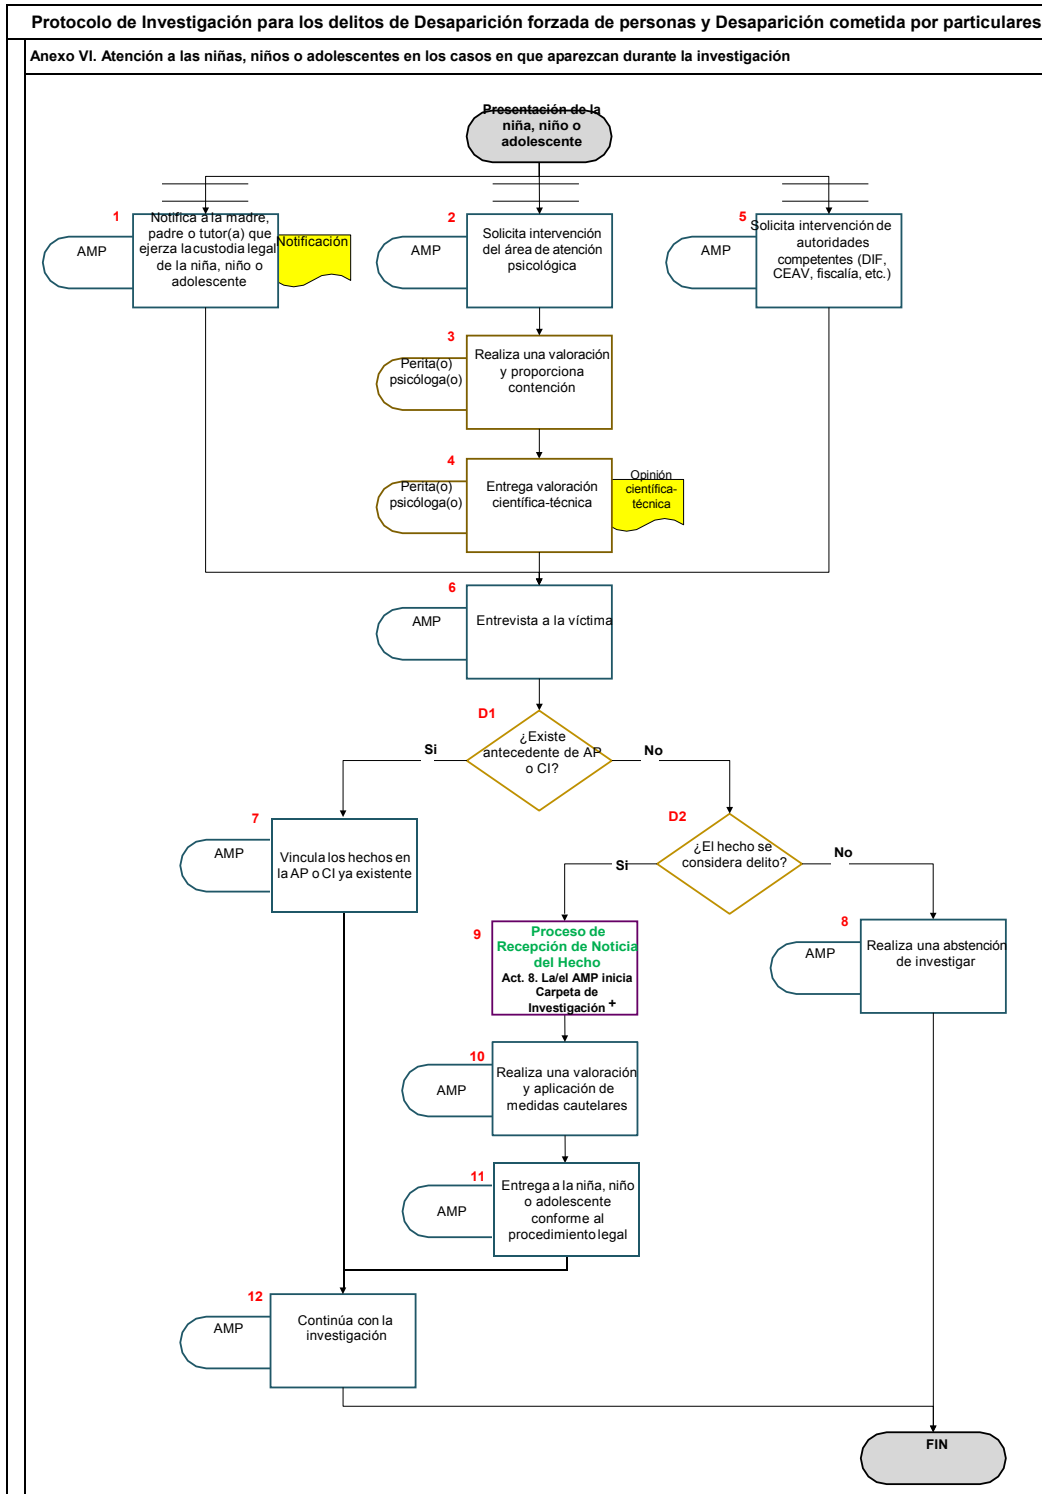 Protocolo de Investigación para los delitos de Desaparición forzada de personas y Desaparición cometida por particulares
Anexo VI. Atención a las niñas, niños o adolescentes en los casos en que aparezcan durante la investigación
Presentación de la
niña, niño o
adolescente
1
AMP
Notifica a la madre,
padre o tutor(a) que
ejerza la custodia legal
de la niña, niño o
adolescente
Notificación
2
AMP
Solicita intervención
del área de atención
psicológica
5
AMP
Solicita intervención de
autoridades
competentes (DIF,
CEAV, fiscalía, etc.)
3
Perita(o)
psicóloga(o)
Realiza una valoración
y proporciona
contención
4
Perita(o)
psicóloga(o)
Entrega valoración
científica-técnica
Opinión
científica-
técnica
6
AMP
Entrevista a la víctima
D1
¿Existe
antecedente de AP
o CI?
Si
No
7
AMP
Vincula los hechos en
la AP o CI ya existente
D2
¿El hecho se
considera delito?
Si
No
9
Proceso de
Recepción de Noticia
del Hecho
Act. 8. La/el AMP inicia
Carpeta de
Investigación +
8
AMP
Realiza una abstención
de investigar
10
AMP
Realiza una valoración
y aplicación de
medidas cautelares
11
AMP
Entrega a la niña, niño
o adolescente
conforme al
procedimiento legal
12
AMP
Continúa con la
investigación
FIN